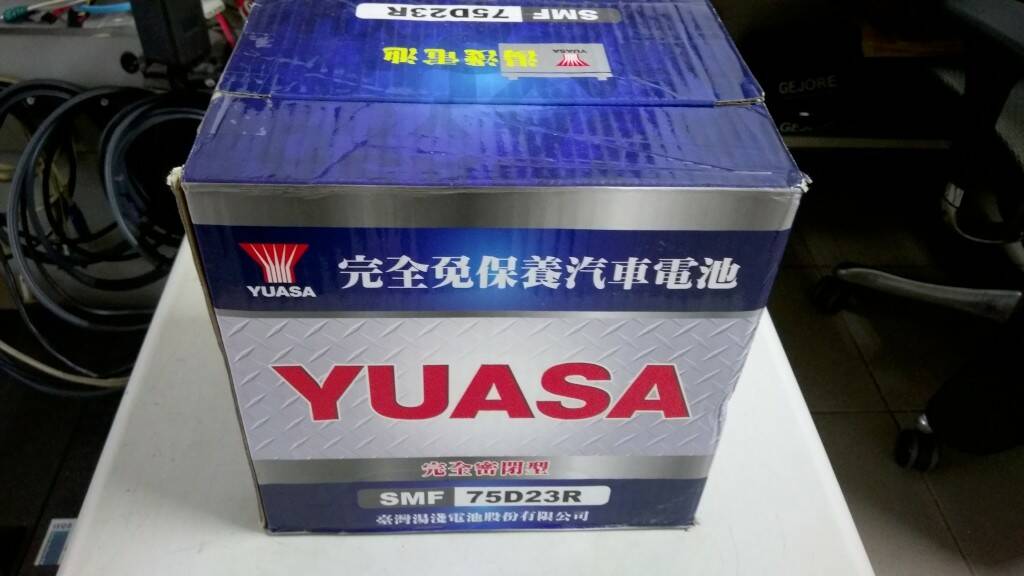 SMF 75D23R
湯淺電池
YUASA
GEJORE
YUASA
完全免保養汽車電池
YUASA
完全密閉型
SMF 75D23R
臺灣湯淺電池股份有限公司